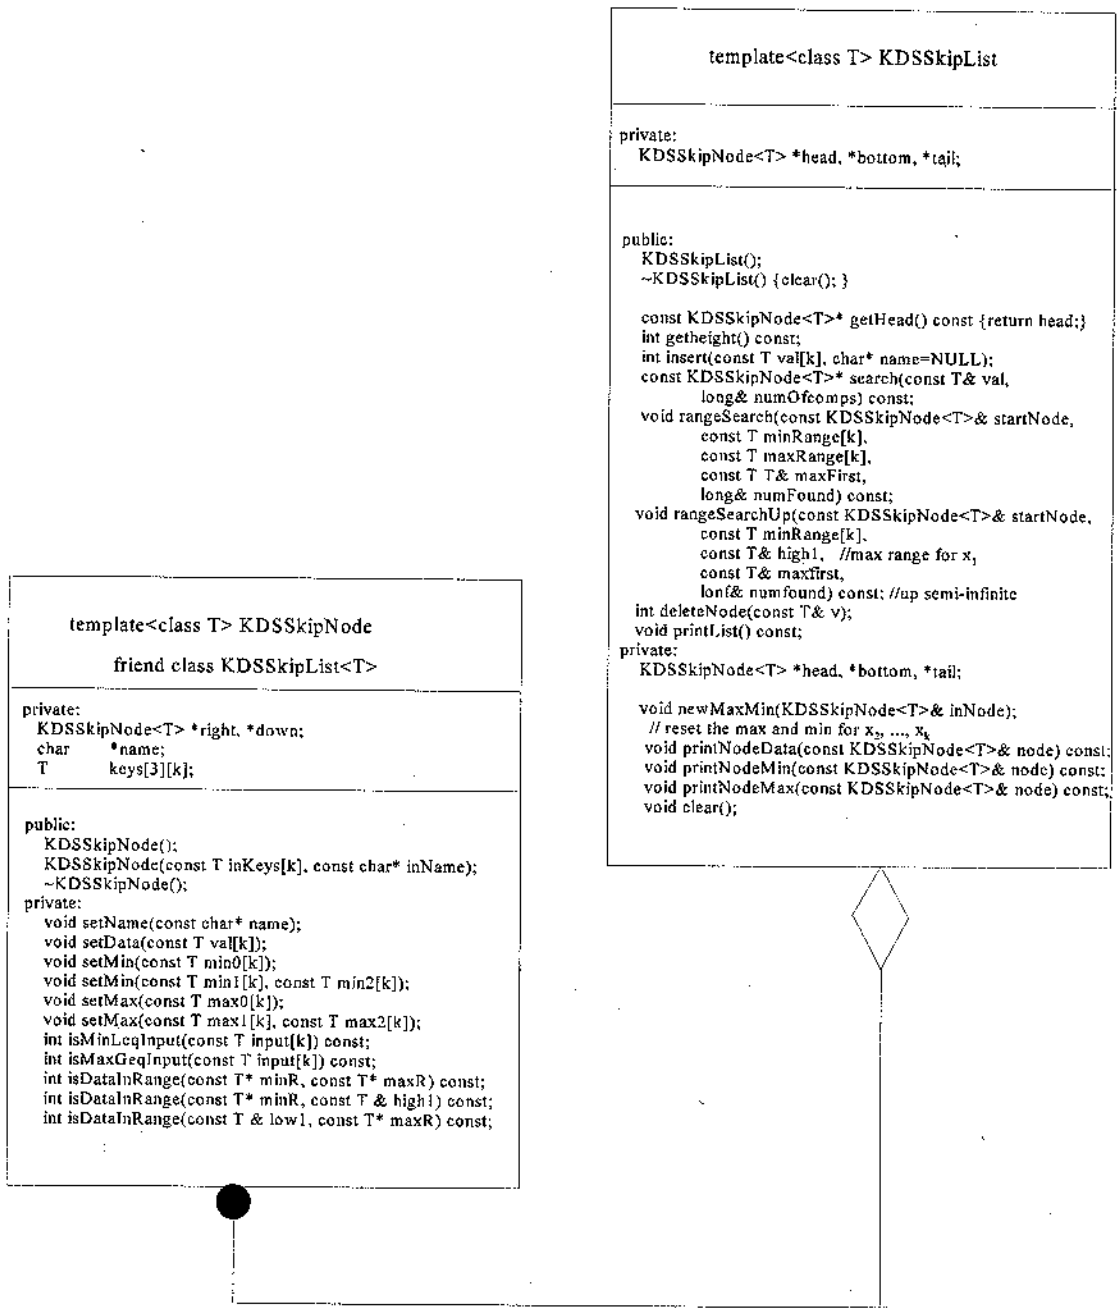 template<class T> KDSSkipList
private:
KDSSkipNode<T> *head, *bottom, *tail;
public:
KDSSkipList();
~KDSSkipList() {clear(); }
const KDSSkipNode<T>* getHead() const {return head;}
int getheight() const;
int insert(const T val[k], char* name=NULL);
const KDSSkipNode<T>* search(const T& val,
long& numOfcomps) const;
void rangeSearch(const KDSSkipNode<T>& startNode,
const T minRange[k],
const T maxRange[k],
const T T& maxFirst,
long& numFound) const;
void rangeSearchUp(const KDSSkipNode<T>& startNode,
const T minRange[k],
const T& high1, //max range for x₁
const T& maxfirst,
lonf& numfound) const; //up semi-infinite
int deleteNode(const T& v);
void printList() const;
private:
KDSSkipNode<T> *head, *bottom, *tail;
void newMaxMin(KDSSkipNode<T>& inNode);
// reset the max and min for x₂, ..., xₖ
void printNodeData(const KDSSkipNode<T>& node) const;
void printNodeMin(const KDSSkipNode<T>& node) const;
void printNodeMax(const KDSSkipNode<T>& node) const;
void clear();
template<class T> KDSSkipNode
friend class KDSSkipList<T>
private:
KDSSkipNode<T> *right, *down;
char *name;
T keys[3][k];
public:
KDSSkipNode();
KDSSkipNode(const T inKeys[k], const char* inName);
~KDSSkipNode();
private:
void setName(const char* name);
void setData(const T val[k]);
void setMin(const T min0[k]);
void setMin(const T min1[k], const T min2[k]);
void setMax(const T max0[k]);
void setMax(const T max1[k], const T max2[k]);
int isMinLeqInput(const T input[k]) const;
int isMaxGeqInput(const T input[k]) const;
int isDataInRange(const T* minR, const T* maxR) const;
int isDataInRange(const T* minR, const T & high1) const;
int isDataInRange(const T & low1, const T* maxR) const;